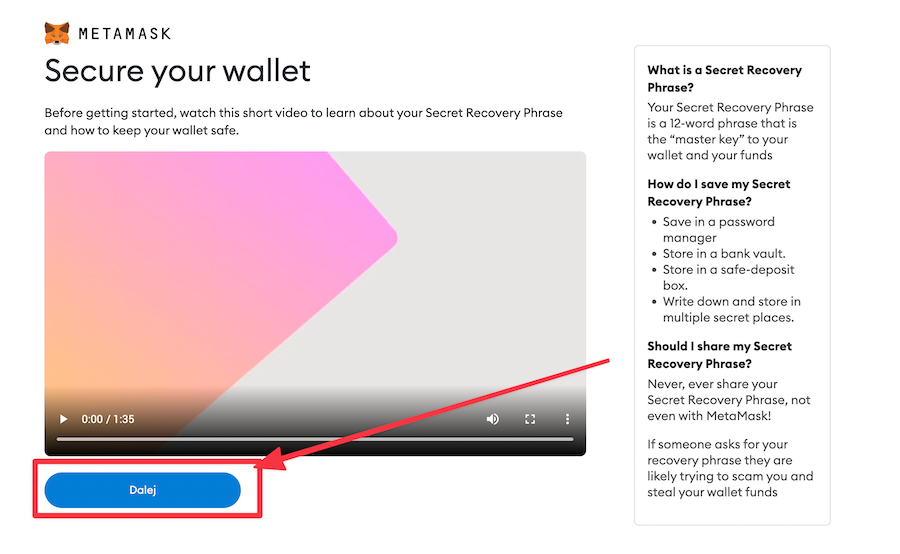 METAMASK
Secure your wallet
Before getting started, watch this short video to learn about your Secret Recovery Phrase
and how to keep your wallet safe.
0:00 / 1:35
Dalej
What is a Secret Recovery
Phrase?
Your Secret Recovery Phrase
is a 12-word phrase that is
the “master key” to your
wallet and your funds
How do I save my Secret
Recovery Phrase?
• Save in a password
manager
• Store in a bank vault.
• Store in a safe-deposit
box.
• Write down and store in
multiple secret places.
Should I share my Secret
Recovery Phrase?
Never, ever share your
Secret Recovery Phrase, not
even with MetaMask!
If someone asks for your
recovery phrase they are
likely trying to scam you and
steal your wallet funds